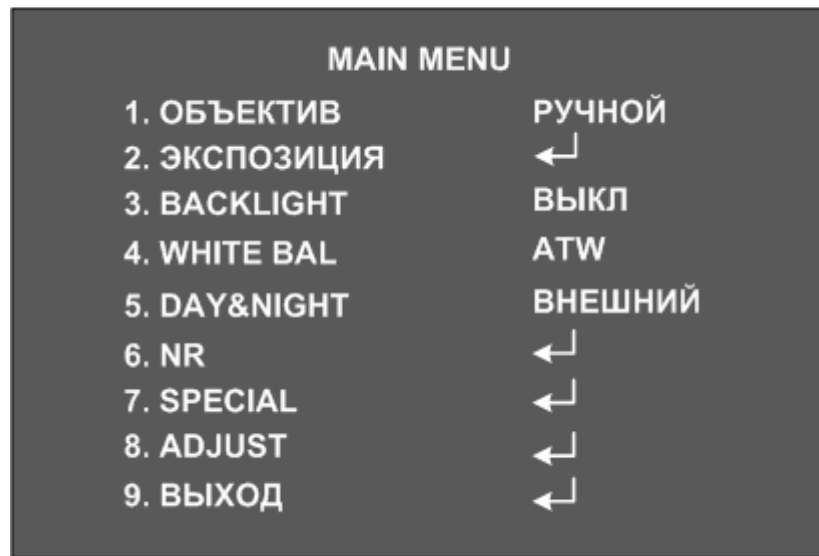 MAIN MENU
1. ОБЪЕКТИВ РУЧНОЙ
2. ЭКСПОЗИЦИЯ ↵
3. BACKLIGHT ВЫКЛ
4. WHITE BAL ATW
5. DAY&NIGHT ВНЕШНИЙ
6. NR ↵
7. SPECIAL ↵
8. ADJUST ↵
9. ВЫХОД ↵